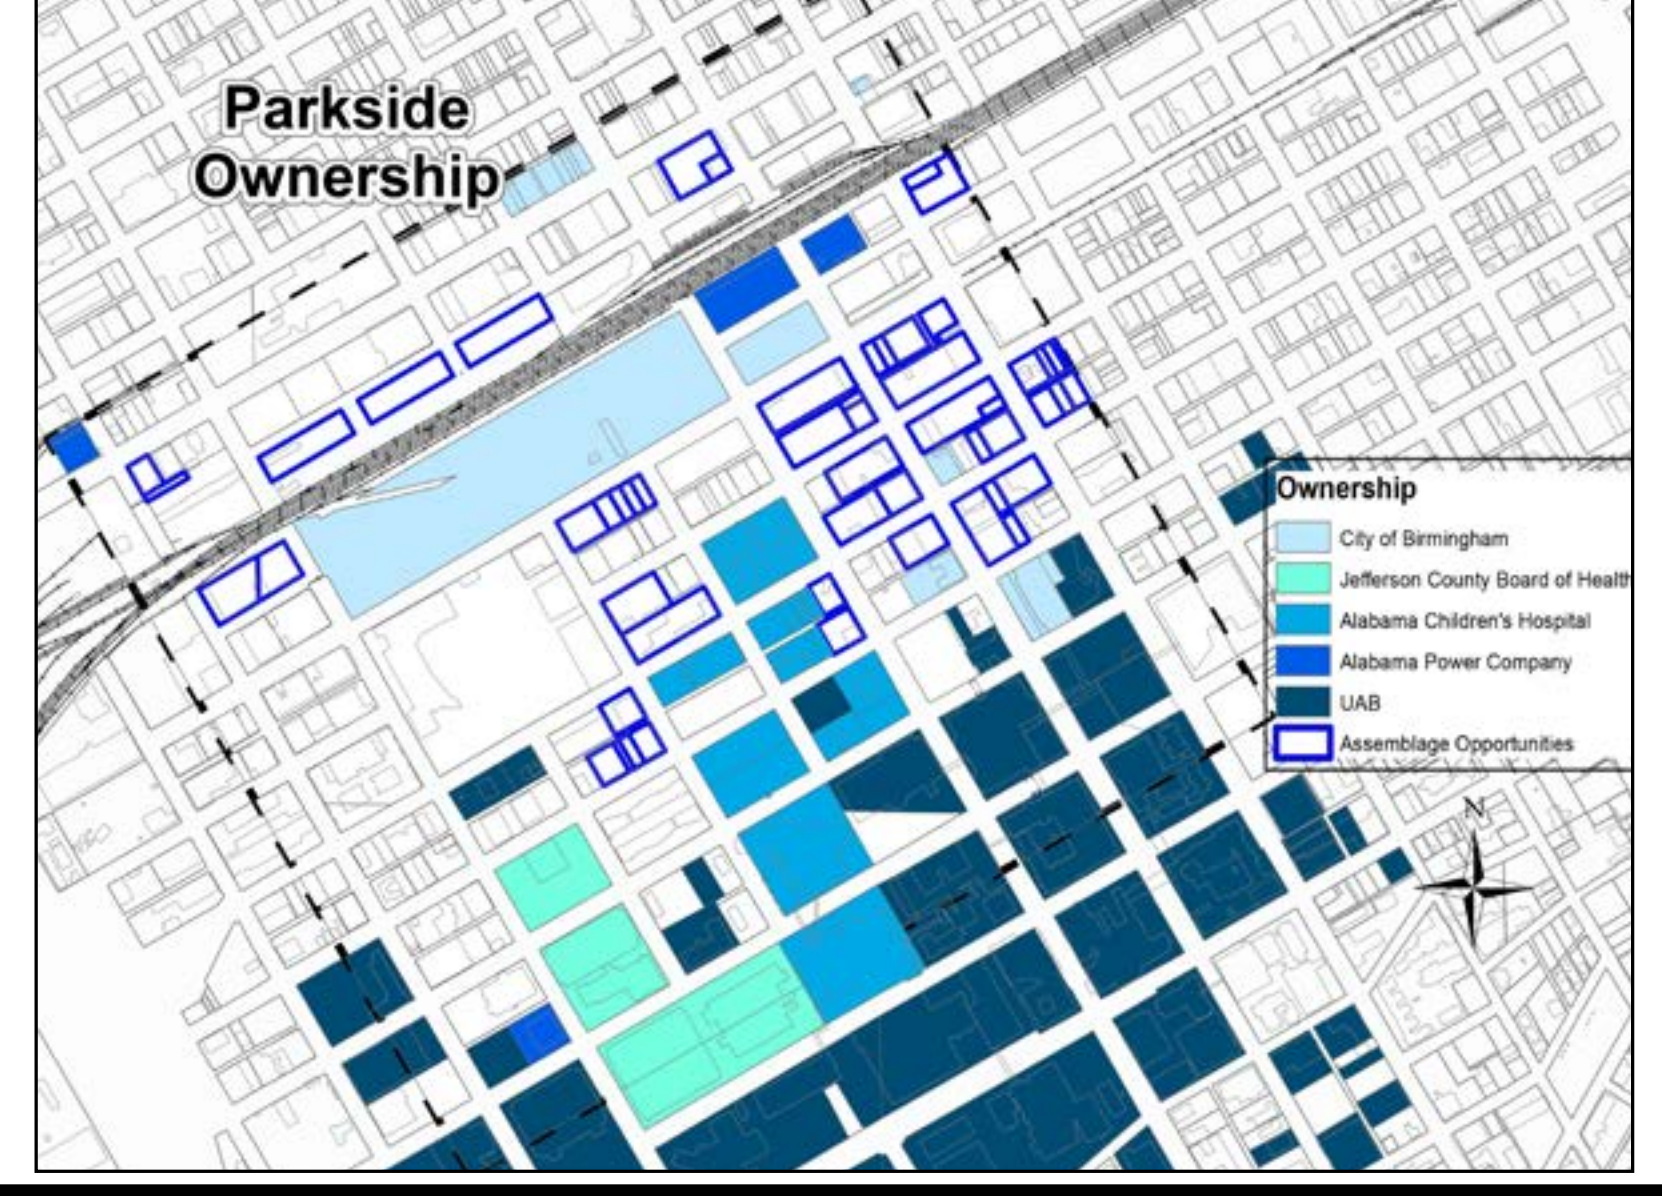 Parkside
Ownership
Ownership
City of Birmingham
Jefferson County Board of Health
Alabama Children's Hospital
Alabama Power Company
UAB
Assemblage Opportunities
N